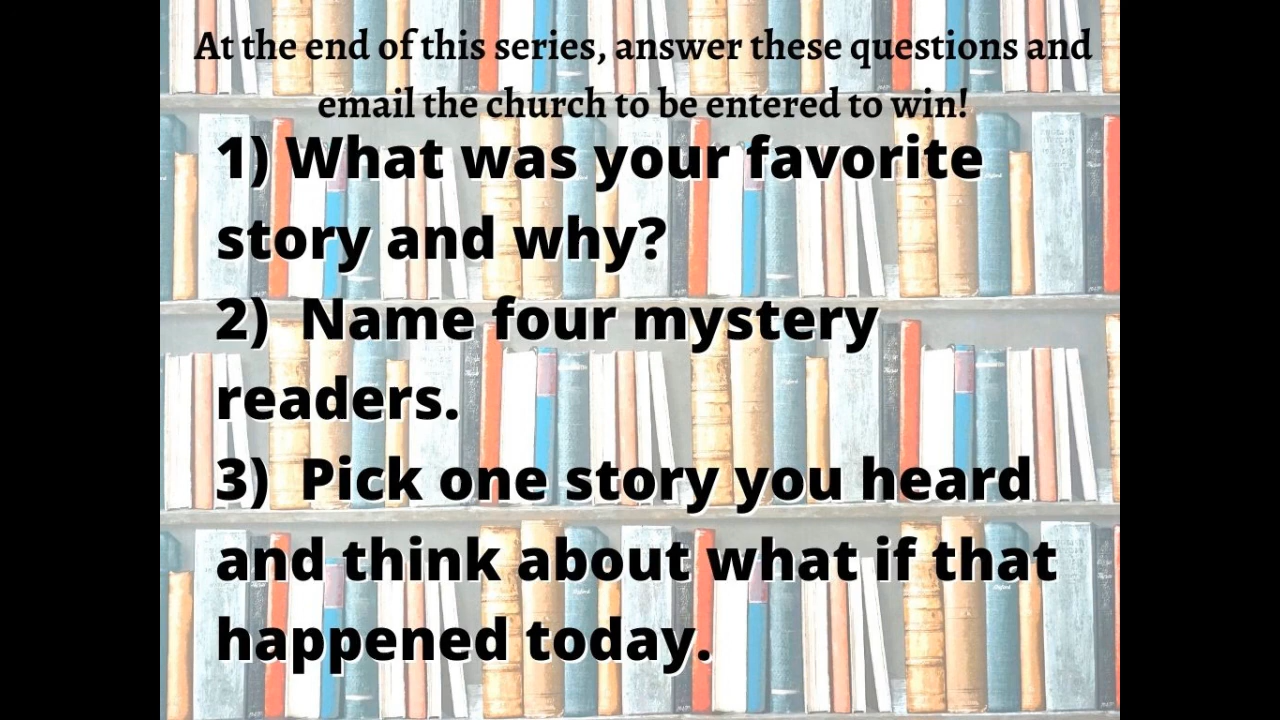 At the end of this series, answer these questions and
email the church to be entered to win!
1) What was your favorite
story and why?
2) Name four mystery
readers.
3) Pick one story you heard
and think about what if that
happened today.